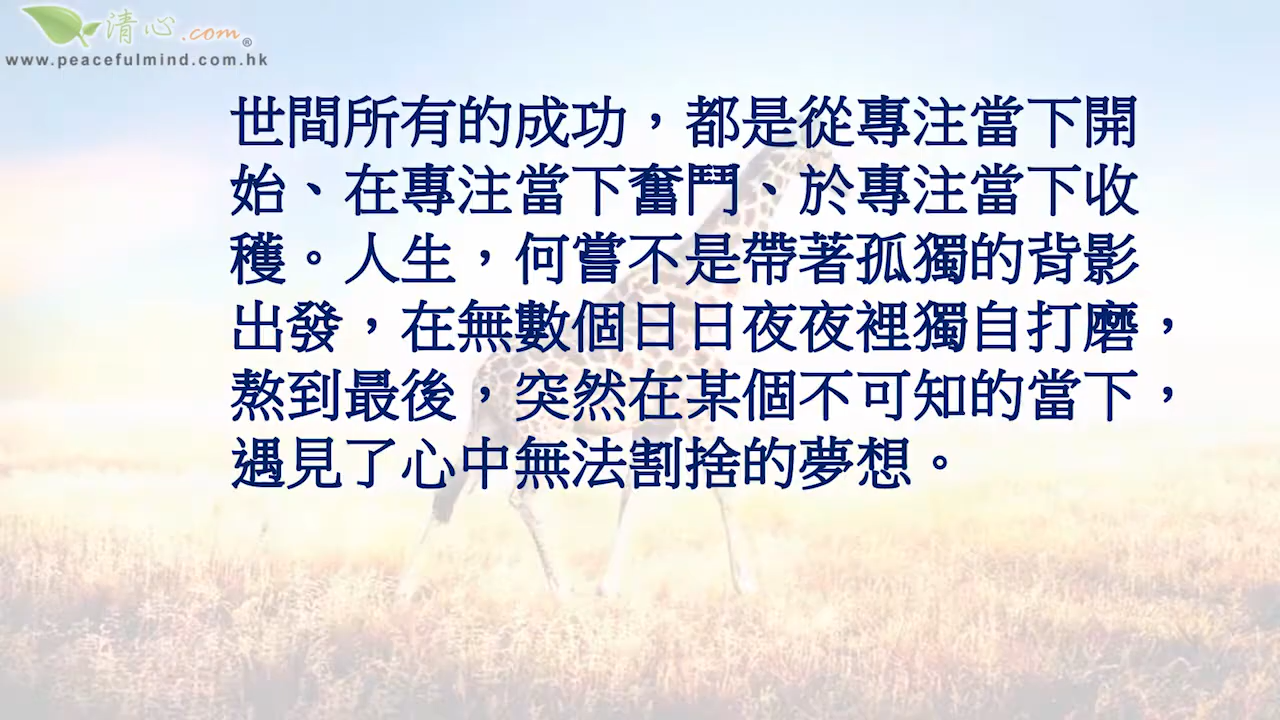 清心.com®
www.peacefulmind.com.hk
世間所有的成功，都是從專注當下開
始、在專注當下奮鬥、於專注當下收
穫。人生，何嘗不是帶著孤獨的背影
出發，在無數個日日夜夜裡獨自打磨，
熬到最後，突然在某個不可知的當下，
遇見了心中無法割捨的夢想。